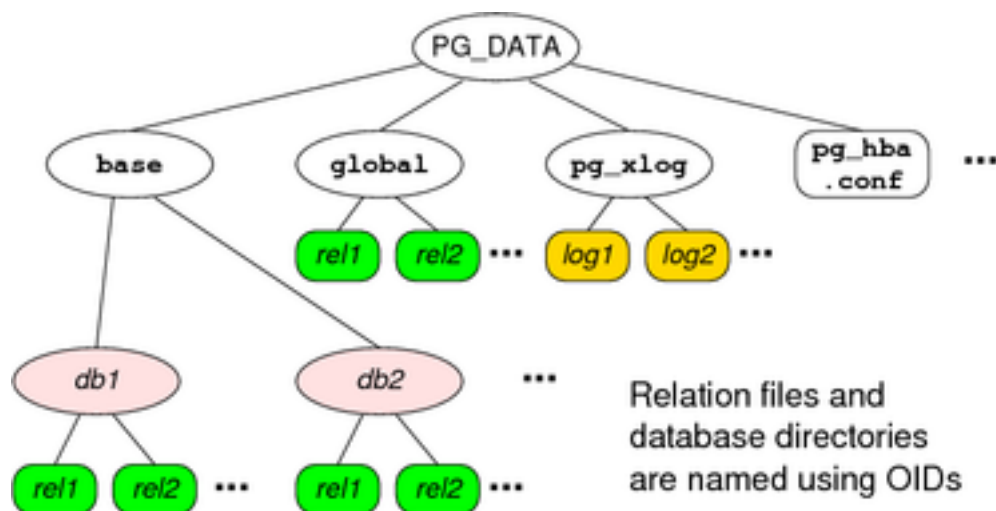 PG_DATA
base
global
pg_xlog
pg_hba
.conf
...
rel1
rel2
...
log1
log2
...
db1
db2
...
Relation files and
database directories
are named using OIDs
rel1
rel2
...
rel1
rel2
...